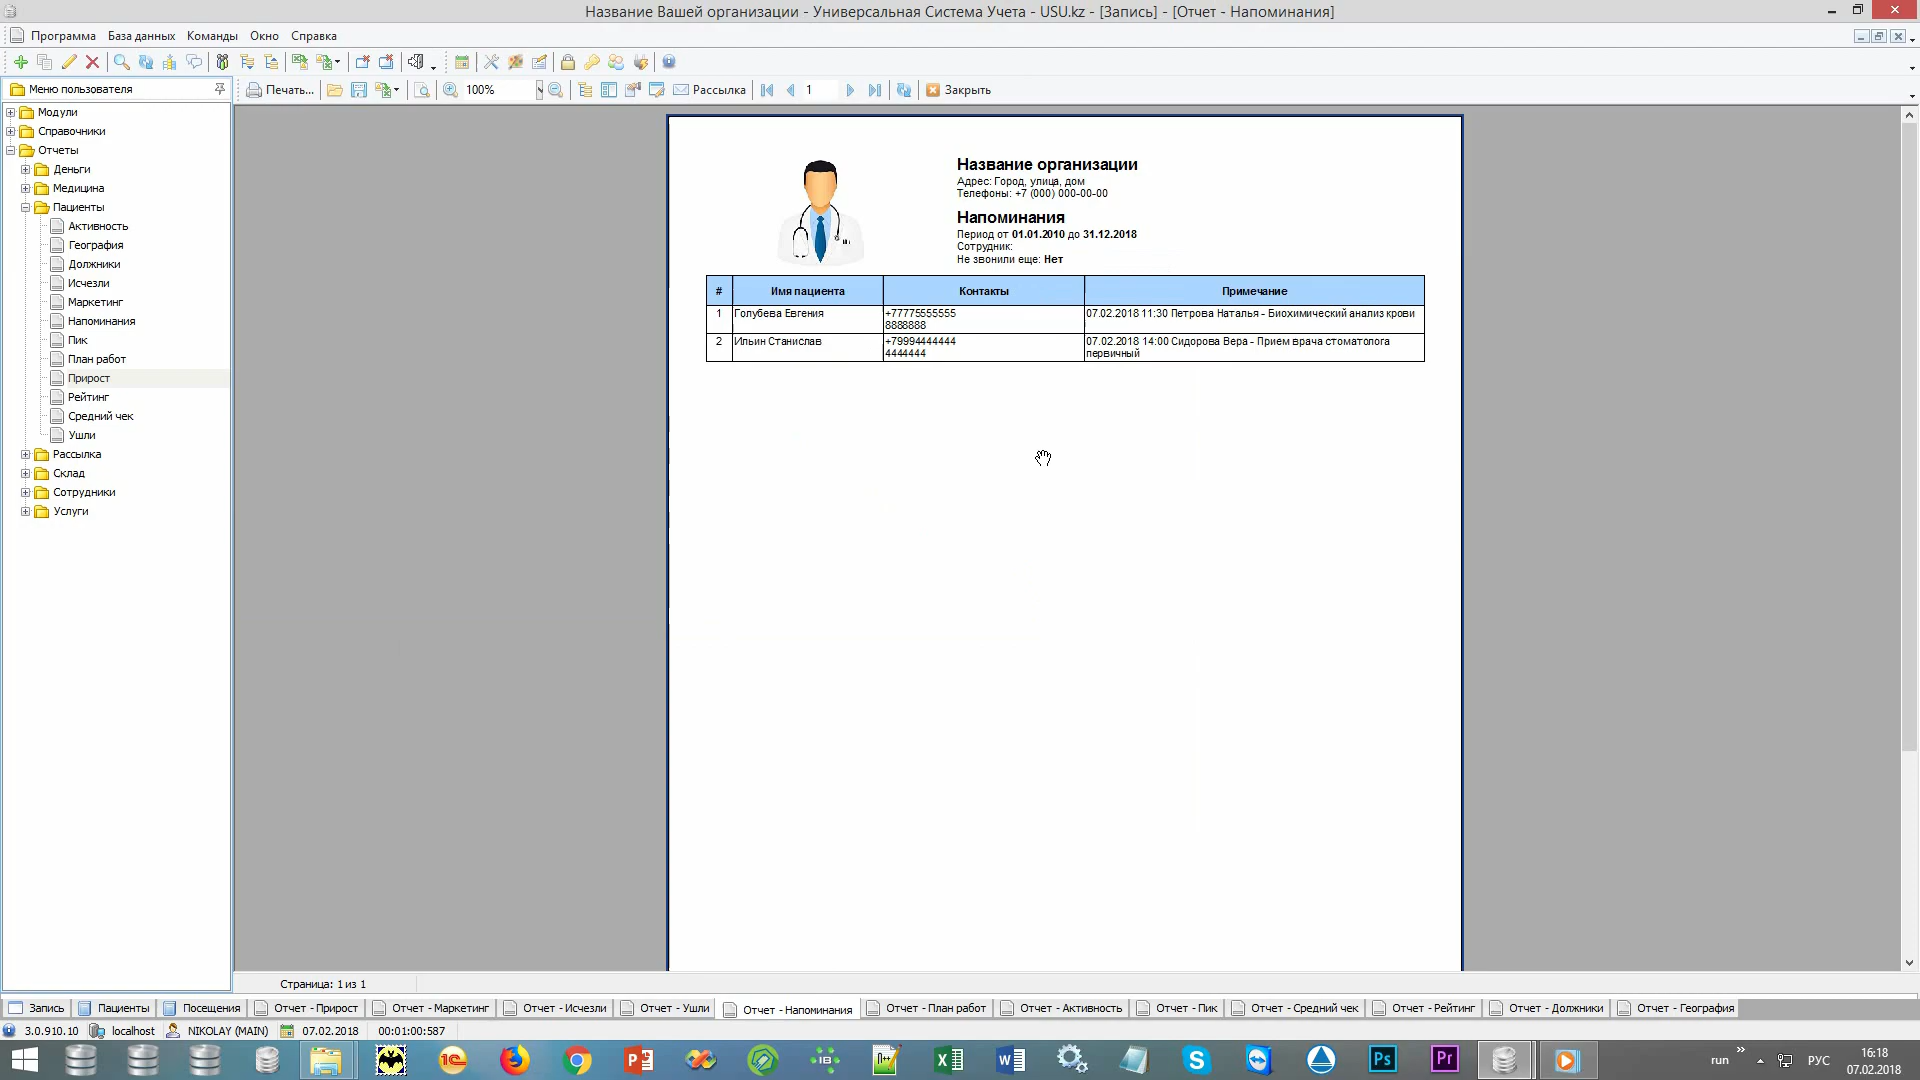 Название Вашей организации - Универсальная Система Учета - USU.kz - [Запись] - [Отчет - Напоминания]
Программа База данных Команды Окно Справка
Меню пользователя
Печать... 100% Рассылка 1 Закрыть
Модули
Справочники
Отчеты
Деньги
Медицина
Пациенты
Активность
География
Должники
Исчезли
Маркетинг
Напоминания
Пик
План работ
Прирост
Рейтинг
Средний чек
Ушли
Рассылка
Склад
Сотрудники
Услуги
Название организации
Адрес: Город, улица, дом
Телефоны: +7 (000) 000-00-00
Напоминания
Период от 01.01.2010 до 31.12.2018
Сотрудник:
Не звонили еще: Нет
# Имя пациента Контакты Примечание
1 Голубева Евгения +77775555555 07.02.2018 11:30 Петрова Наталья - Биохимический анализ крови
8888888
2 Ильин Станислав +79994444444 07.02.2018 14:00 Сидорова Вера - Прием врача стоматолога
4444444 первичный
Страница: 1 из 1
Запись Пациенты Посещения Отчет - Прирост Отчет - Маркетинг Отчет - Исчезли Отчет - Ушли Отчет - Напоминания Отчет - План работ Отчет - Активность Отчет - Пик Отчет - Средний чек Отчет - Рейтинг Отчет - Должники Отчет - География
3.0.910.10 localhost NIKOLAY (MAIN) 07.02.2018 00:01:00:587
run РУС 16:18
07.02.2018